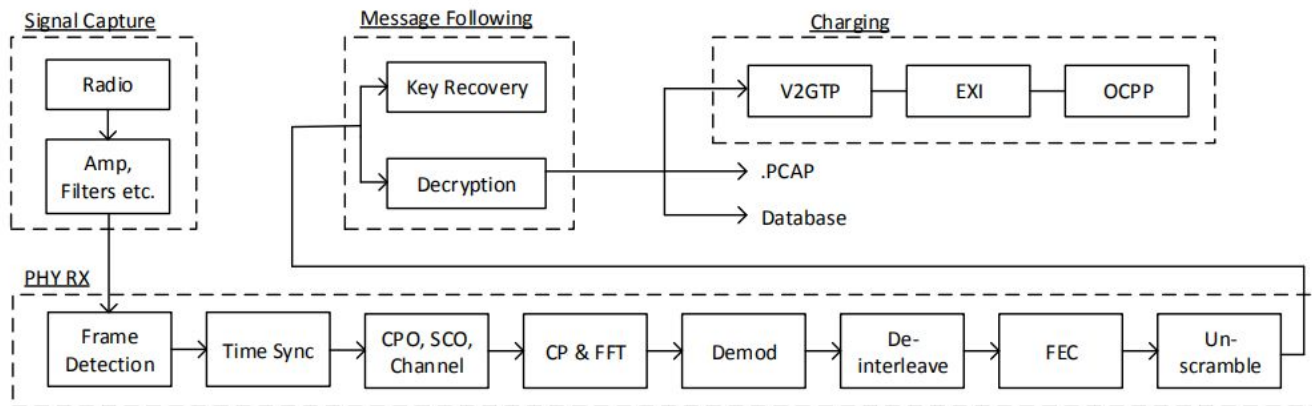 Signal Capture
Radio
Amp,
Filters etc.
Message Following
Key Recovery
Decryption
Charging
V2GTP
EXI
OCPP
.PCAP
Database
PHY RX
Frame
Detection
Time Sync
CPO, SCO,
Channel
CP & FFT
Demod
De-
interleave
FEC
Un-
scramble